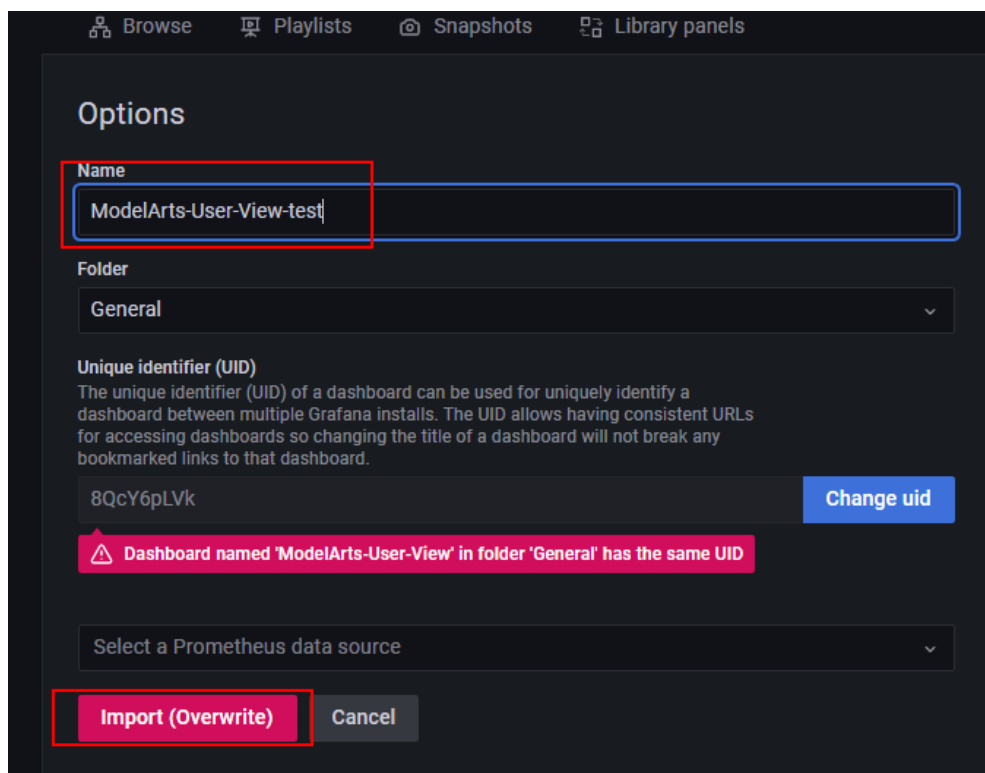 Browse Playlists Snapshots Library panels
Options
Name
ModelArts-User-View-test
Folder
General
Unique identifier (UID)
The unique identifier (UID) of a dashboard can be used for uniquely identify a
dashboard between multiple Grafana installs. The UID allows having consistent URLs
for accessing dashboards so changing the title of a dashboard will not break any
bookmarked links to that dashboard.
8QcY6pLVk Change uid
Dashboard named 'ModelArts-User-View' in folder 'General' has the same UID
Select a Prometheus data source
Import (Overwrite) Cancel